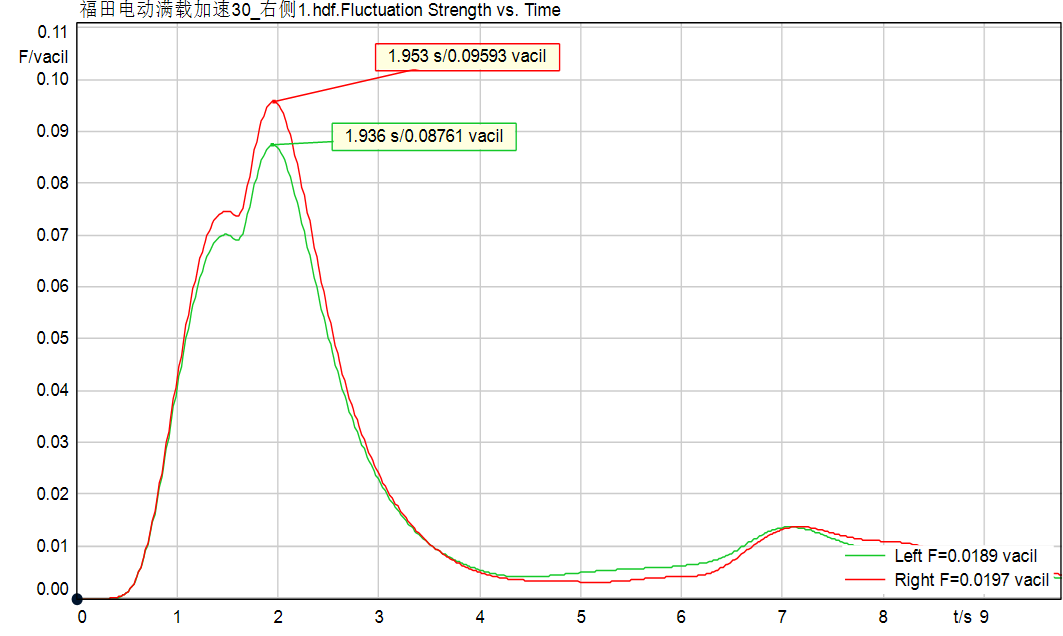 福田电动满载加速30_右侧1.hdf.Fluctuation Strength vs. Time
0.11
F/vacil
0.10
0.09
0.08
0.07
0.06
0.05
0.04
0.03
0.02
0.01
0.00
1.953 s/0.09593 vacil
1.936 s/0.08761 vacil
Left F=0.0189 vacil
Right F=0.0197 vacil
0 1 2 3 4 5 6 7 8 t/s 9